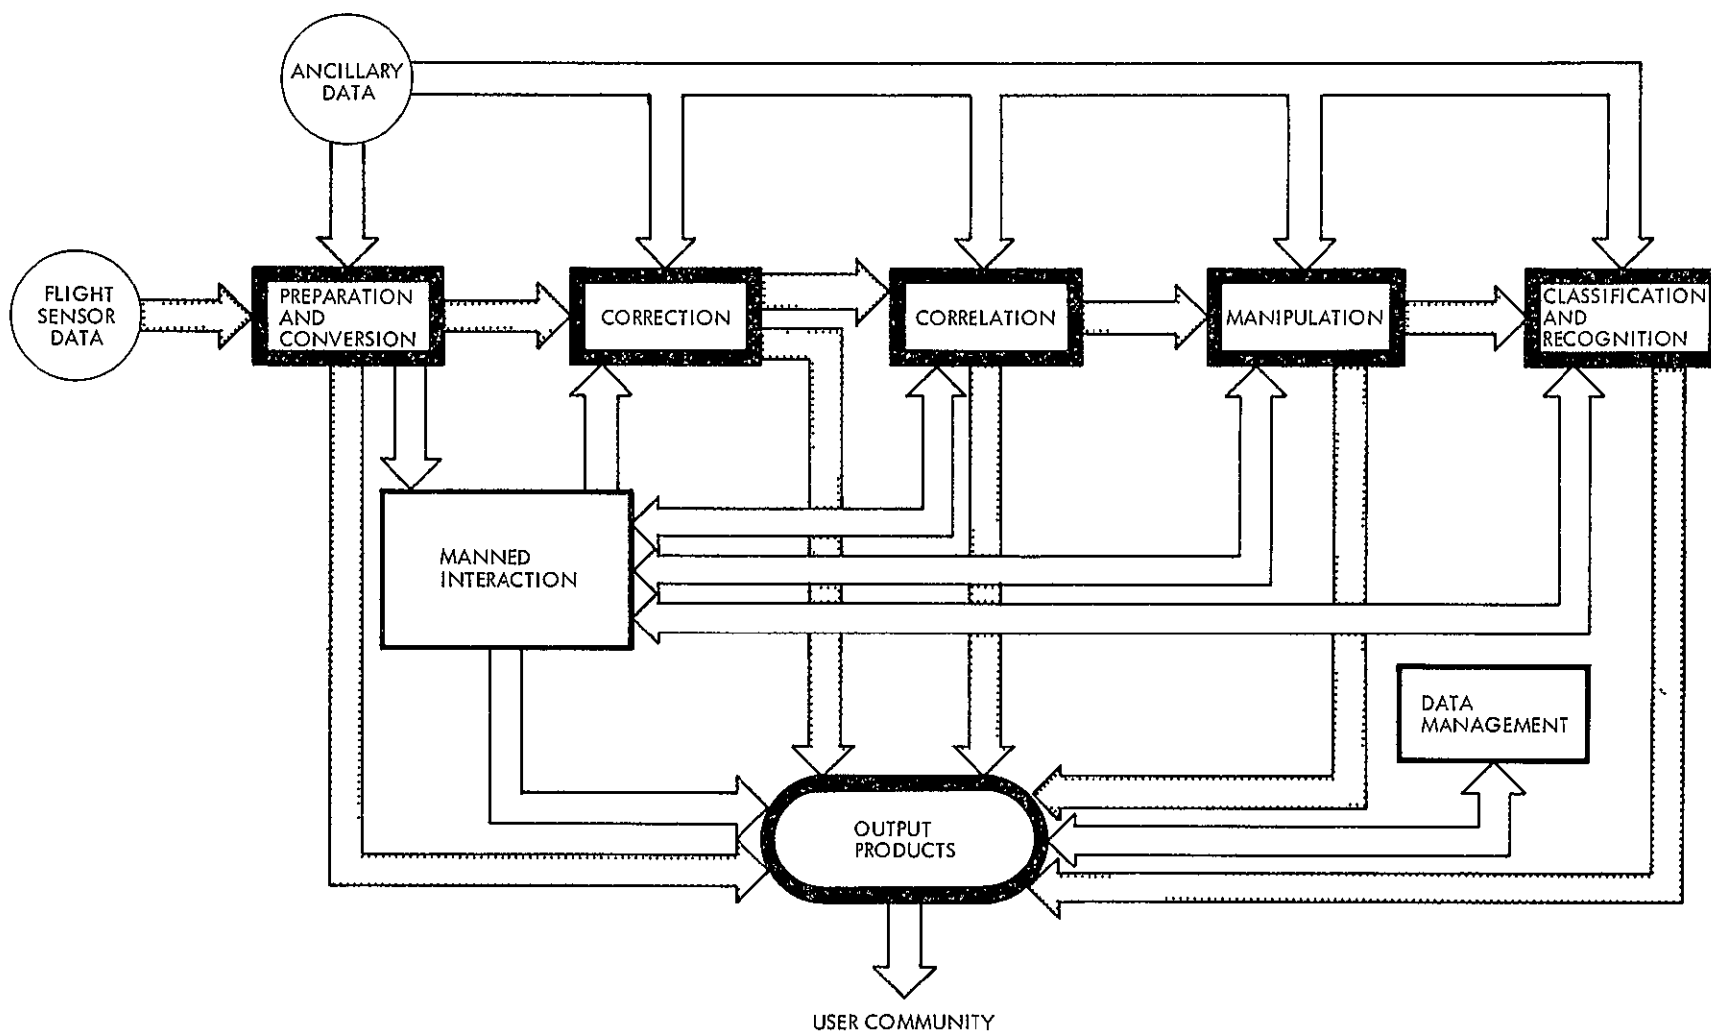 ANCILLARY
DATA
FLIGHT
SENSOR
DATA
PREPARATION
AND
CONVERSION
CORRECTION
CORRELATION
MANIPULATION
CLASSIFICATION
AND
RECOGNITION
MANNED
INTERACTION
DATA
MANAGEMENT
OUTPUT
PRODUCTS
USER COMMUNITY